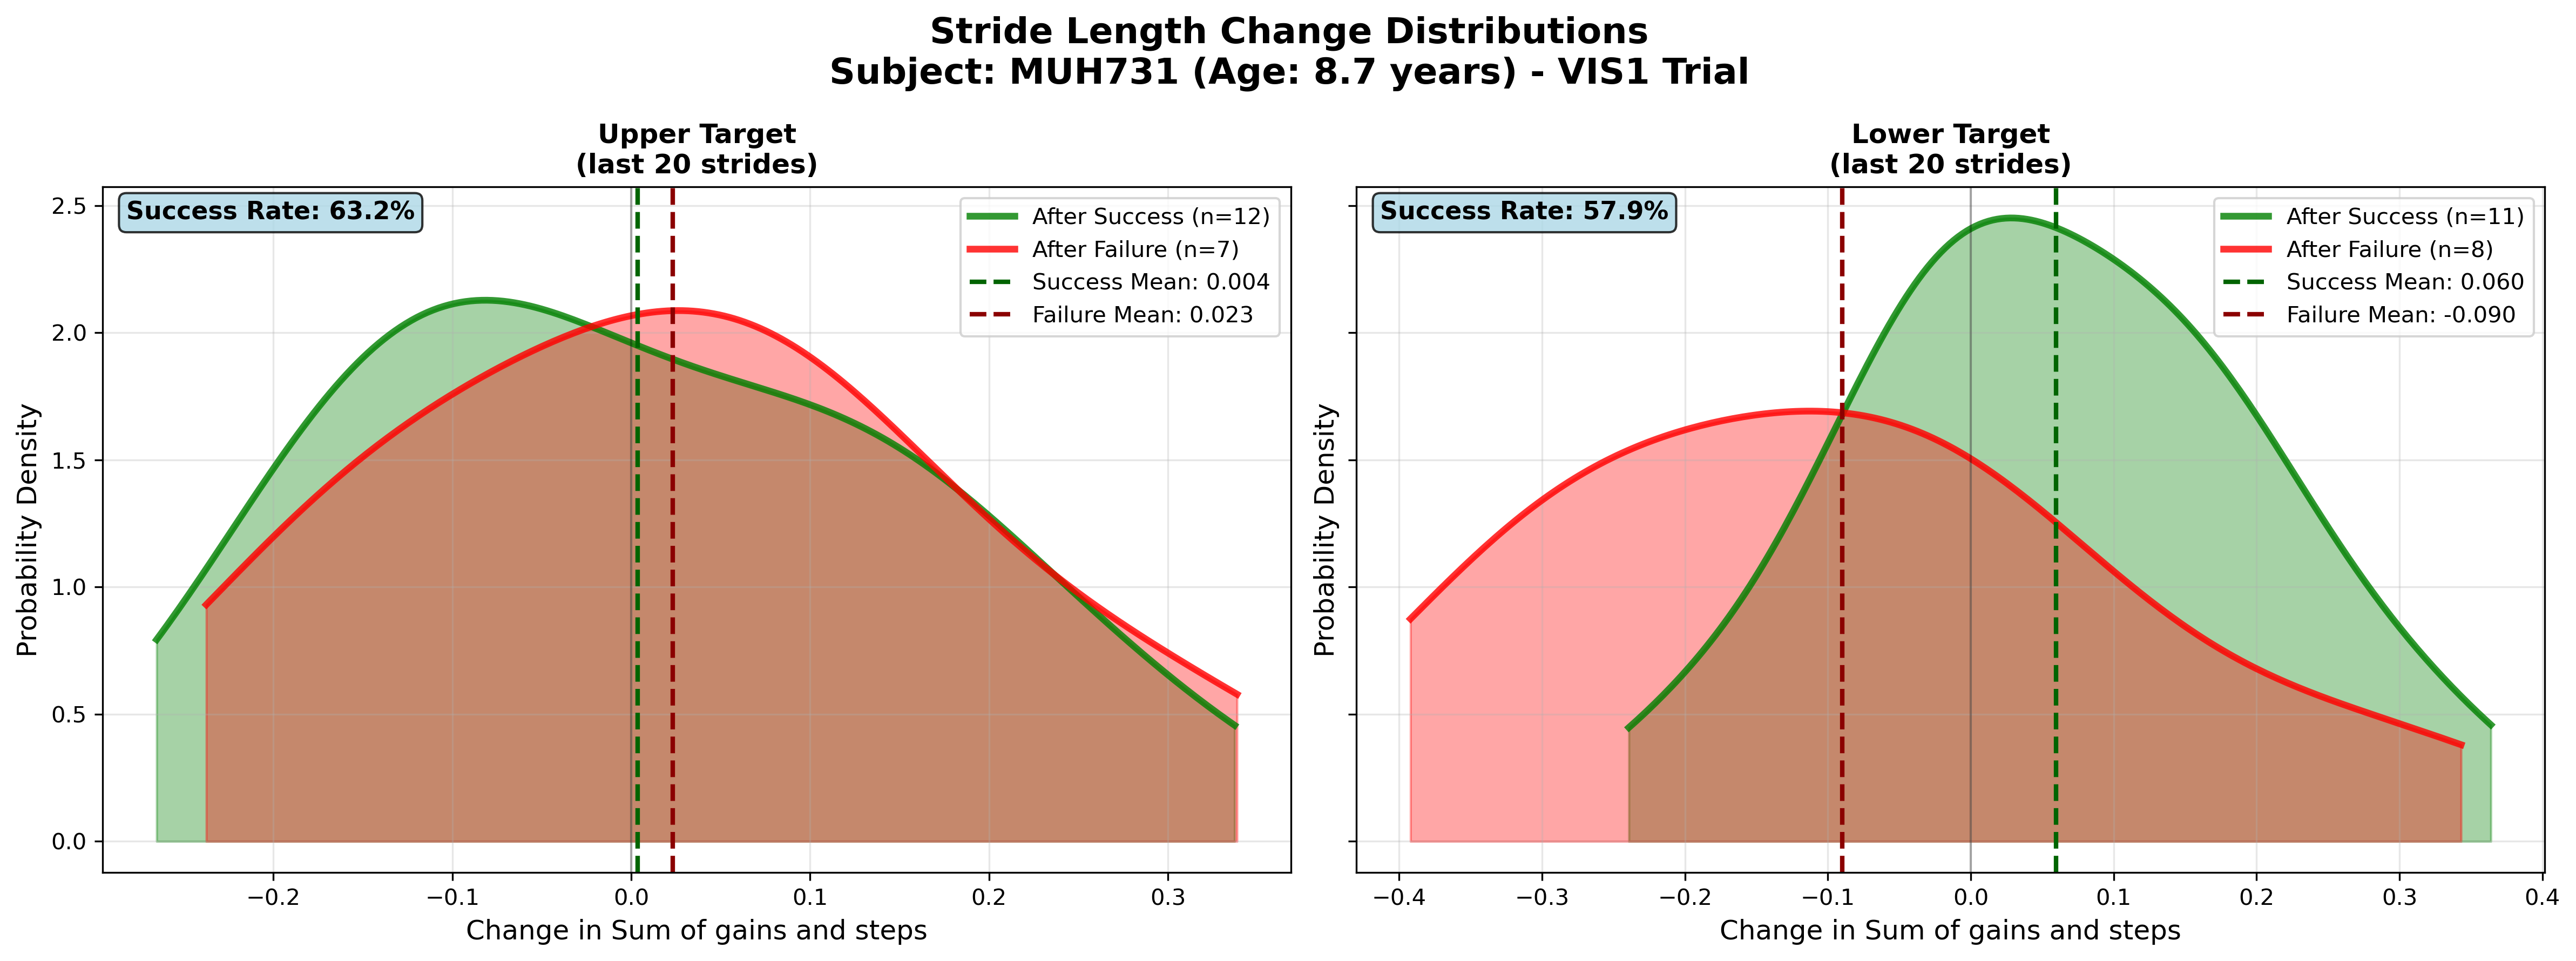 Stride Length Change Distributions
Subject: MUH731 (Age: 8.7 years) - VIS1 Trial
Upper Target
(last 20 strides)
Success Rate: 63.2%
After Success (n=12)
After Failure (n=7)
Success Mean: 0.004
Failure Mean: 0.023
Probability Density
2.5
2.0
1.5
1.0
0.5
0.0
−0.2
−0.1
0.0
0.1
0.2
0.3
Change in Sum of gains and steps
Lower Target
(last 20 strides)
Success Rate: 57.9%
After Success (n=11)
After Failure (n=8)
Success Mean: 0.060
Failure Mean: -0.090
Probability Density
−0.4
−0.3
−0.2
−0.1
0.0
0.1
0.2
0.3
0.4
Change in Sum of gains and steps